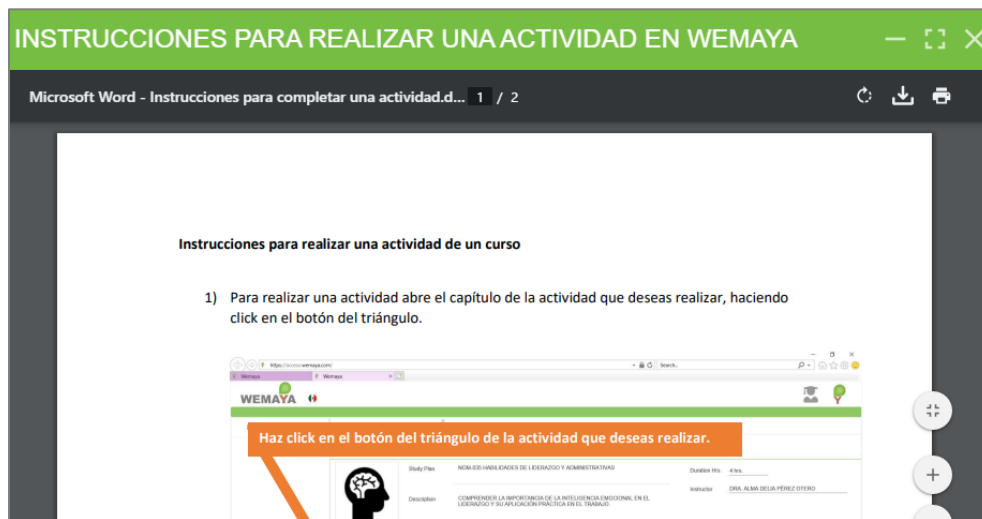 INSTRUCCIONES PARA REALIZAR UNA ACTIVIDAD EN WEMAYA
Microsoft Word - Instrucciones para completar una actividad.d... 1 / 2
Instrucciones para realizar una actividad de un curso
1) Para realizar una actividad abre el capítulo de la actividad que deseas realizar, haciendo
click en el botón del triángulo.
Wemaya Wemaya
Search..
WEMAYA
Haz click en el botón del triángulo de la actividad que deseas realizar.
Study Plan NOM-035 HABILIDADES DE LIDERAZGO Y ADMINISTRATIVAS Duration Hrs. 4 hrs.
Instructor DRA. ALMA DELIA PÉREZ OTERO
Description COMPRENDER LA IMPORTANCIA DE LA INTELIGENCIA EMOCIONAL EN EL
LIDERAZGO Y SU APLICACIÓN PRÁCTICA EN EL TRABAJO.